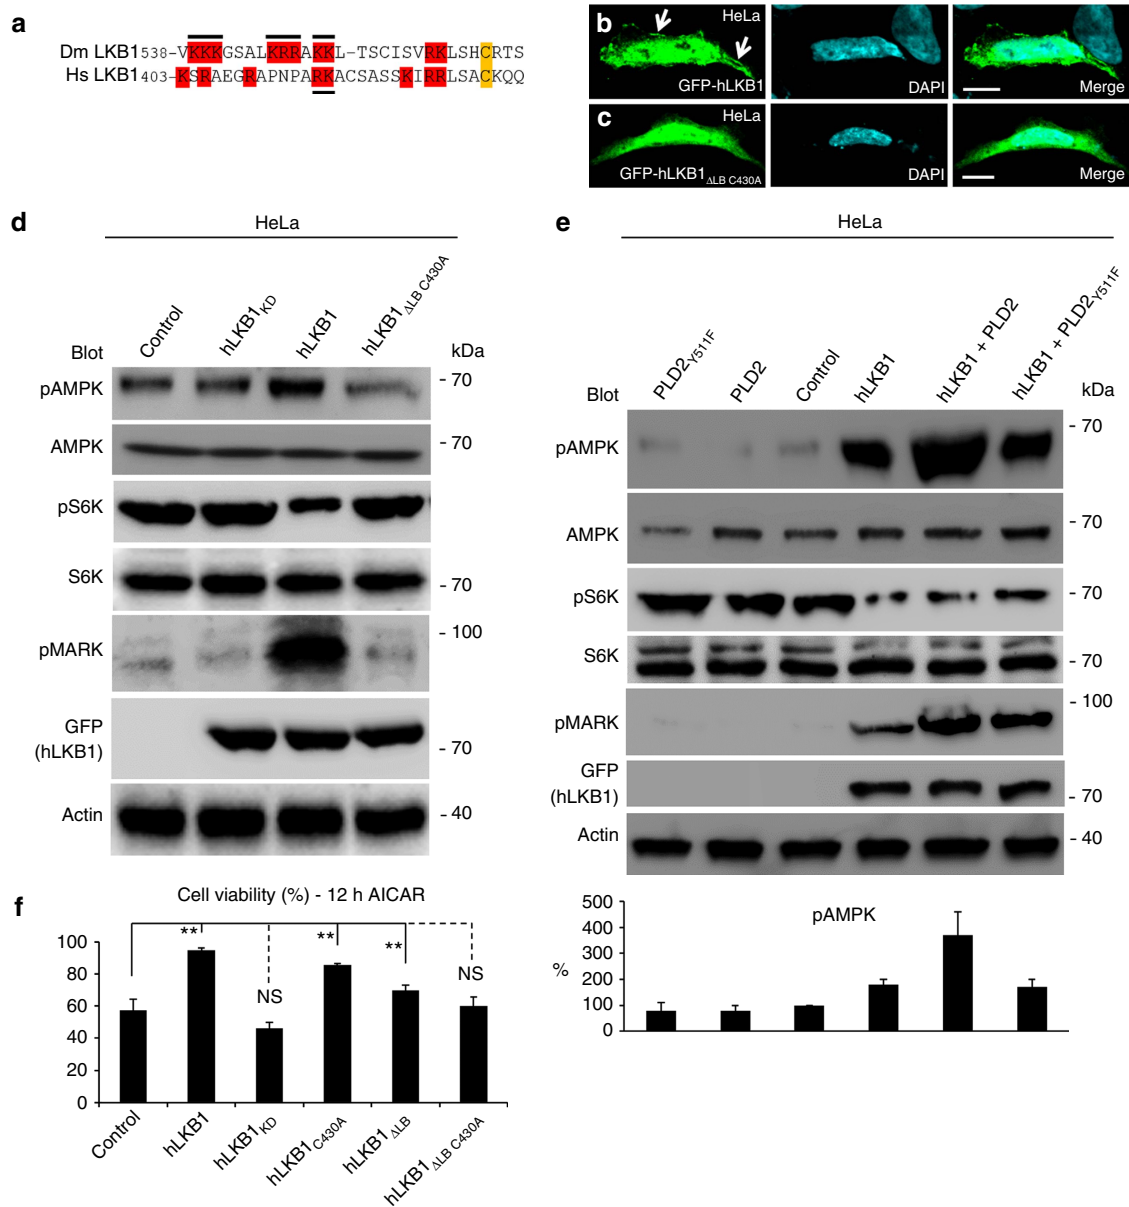 a
Dm LKB1 538-VKKKGSALKRRAKKL-TSCISVRKLSHCRTS
Hs LKB1 403-KSRAEGRAPNPARKACSASSKIRRLSACKQQ
b
HeLa
GFP-hLKB1
DAPI
Merge
c
HeLa
GFP-hLKB1ΔLB C430A
DAPI
Merge
d
HeLa
Blot
Control
hLKB1KD
hLKB1
hLKB1ΔLB C430A
kDa
pAMPK
- 70
AMPK
- 70
pS6K
S6K
- 70
pMARK
- 100
GFP
(hLKB1)
- 70
Actin
- 40
e
HeLa
Blot
PLD2Y511F
PLD2
Control
hLKB1
hLKB1 + PLD2
hLKB1 + PLD2Y511F
kDa
pAMPK
- 70
AMPK
- 70
pS6K
- 70
S6K
- 70
pMARK
- 100
GFP
(hLKB1)
- 70
Actin
- 40
pAMPK
%
500
400
300
200
100
0
f
Cell viability (%) - 12 h AICAR
100
80
60
40
20
0
**
NS
**
**
NS
Control
hLKB1
hLKB1KD
hLKB1C430A
hLKB1ΔLB
hLKB1ΔLB C430A